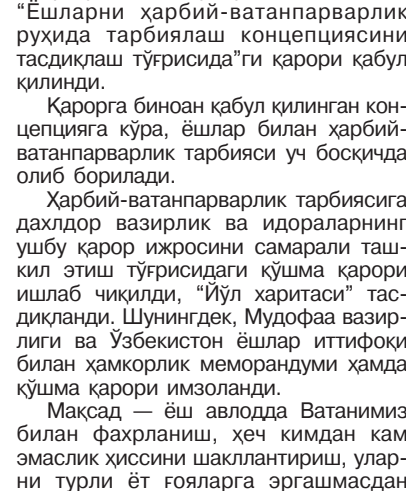 “Ёшларни ҳарбий-ватанпарварлик
руҳида тарбиялаш концепциясини
тасдиқлаш тўғрисида”ги қарори қабул
қилинди.
Қарорга биноан қабул қилинган кон-
цепцияга кўра, ёшлар билан ҳарбий-
ватанпарварлик тарбияси уч босқичда
олиб борилади.
Ҳарбий-ватанпарварлик тарбиясига
дахлдор вазирлик ва идораларнинг
ушбу қарор ижросини самарали таш-
кил этиш тўғрисидаги қўшма қарори
ишлаб чиқилди, “Йўл харитаси” тас-
диқланди. Шунингдек, Мудофаа вазир-
лиги ва Ўзбекистон ёшлар иттифоқи
билан ҳамкорлик меморандуми ҳамда
қўшма қарори имзоланди.
Мақсад — ёш авлодда Ватанимиз
билан фахрланиш, ҳеч кимдан кам
эмаслик ҳиссини шакллантириш, улар-
ни турли ёт ғояларга эргашмасдан